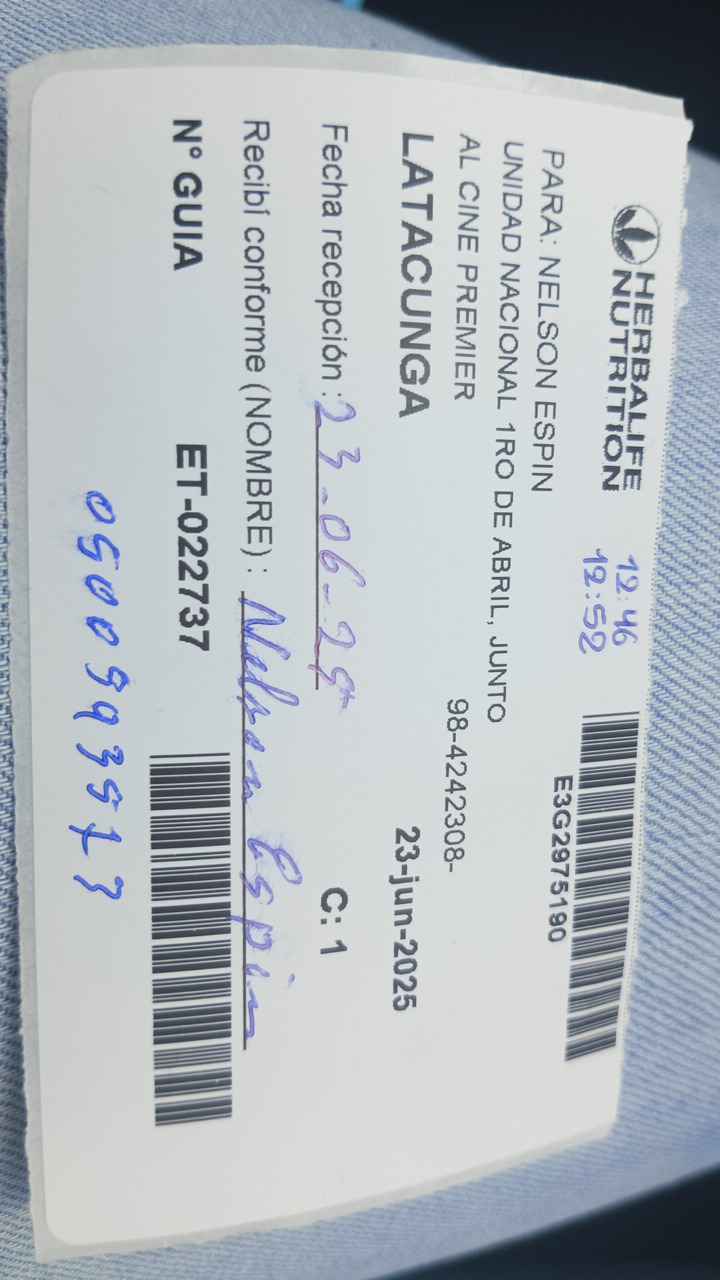 HERBALIFE
NUTRITION
12:46
12:52
E3G2975190
PARA: NELSON ESPIN
UNIDAD NACIONAL 1RO DE ABRIL, JUNTO
AL CINE PREMIER
98-4242308-
LATACUNGA
23-jun-2025
Fecha recepción : 23-06-25
C: 1
Recibí conforme (NOMBRE) : Nelson Espin
N° GUIA ET-022737